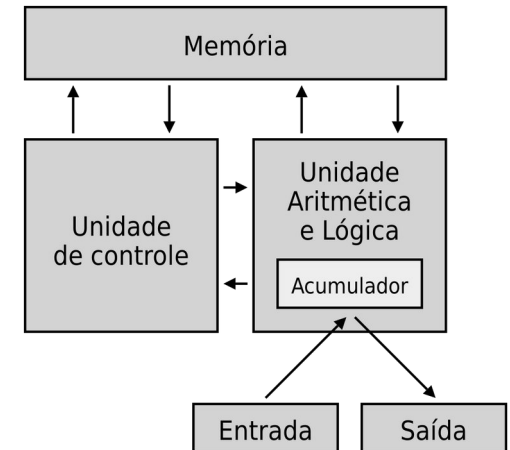 Memória
Unidade
de controle
Unidade
Aritmética
e Lógica
Acumulador
Entrada
Saída